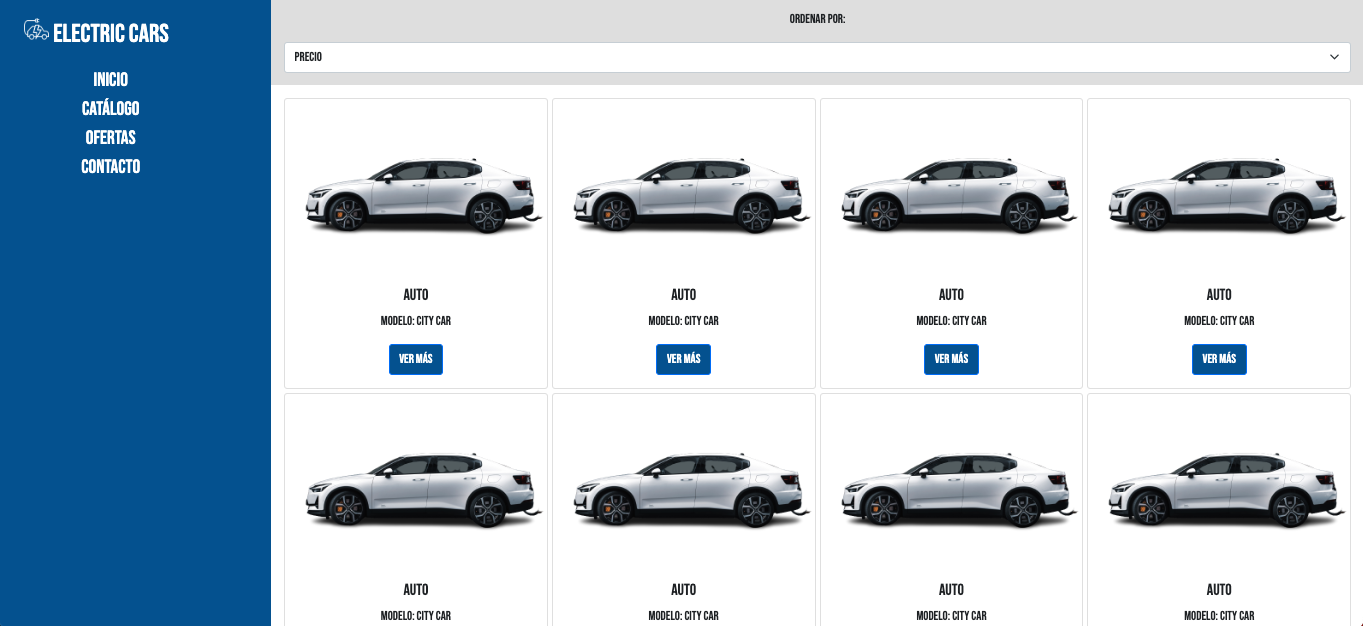 ELECTRIC CARS
INICIO
CATÁLOGO
OFERTAS
CONTACTO
ORDENAR POR:
PRECIO
AUTO
MODELO: CITY CAR
VER MÁS
AUTO
MODELO: CITY CAR
VER MÁS
AUTO
MODELO: CITY CAR
VER MÁS
AUTO
MODELO: CITY CAR
VER MÁS
AUTO
MODELO: CITY CAR
AUTO
MODELO: CITY CAR
AUTO
MODELO: CITY CAR
AUTO
MODELO: CITY CAR